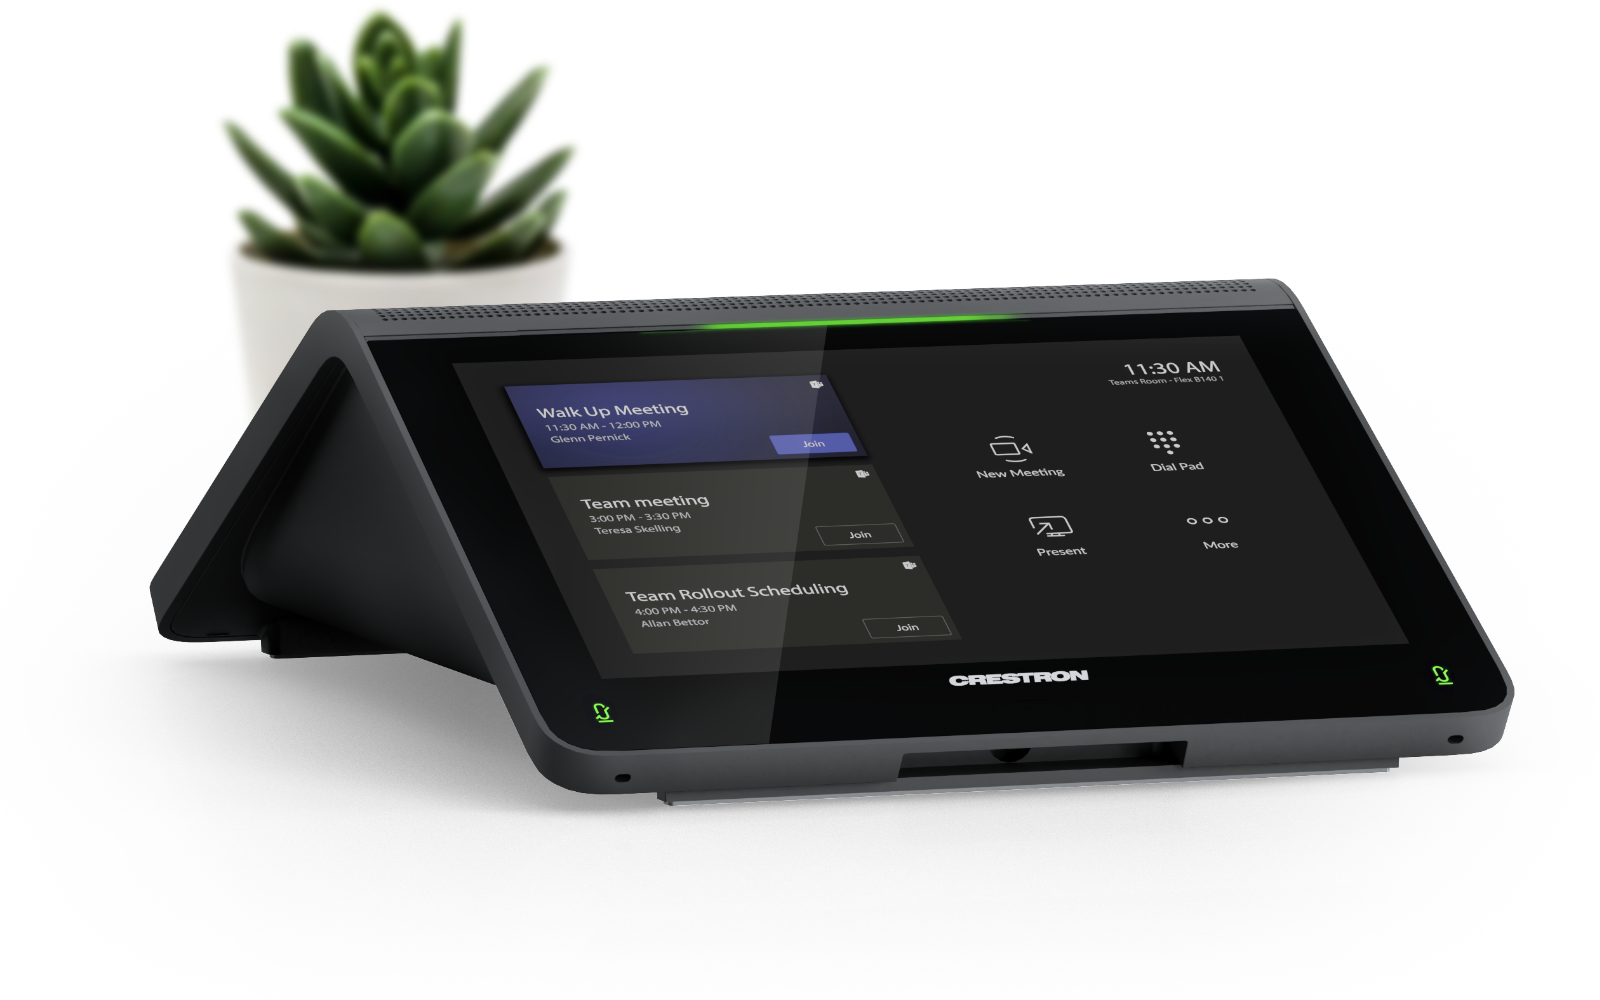 11:30 AM
Teams Room - Flex B140 1
Walk Up Meeting
11:30 AM - 12:00 PM
Glenn Pernick
Join
Team meeting
3:00 PM - 3:30 PM
Teresa Skelling
Join
Team Rollout Scheduling
4:00 PM - 4:30 PM
Allan Bettor
Join
New Meeting
Dial Pad
Present
More
CRESTRON